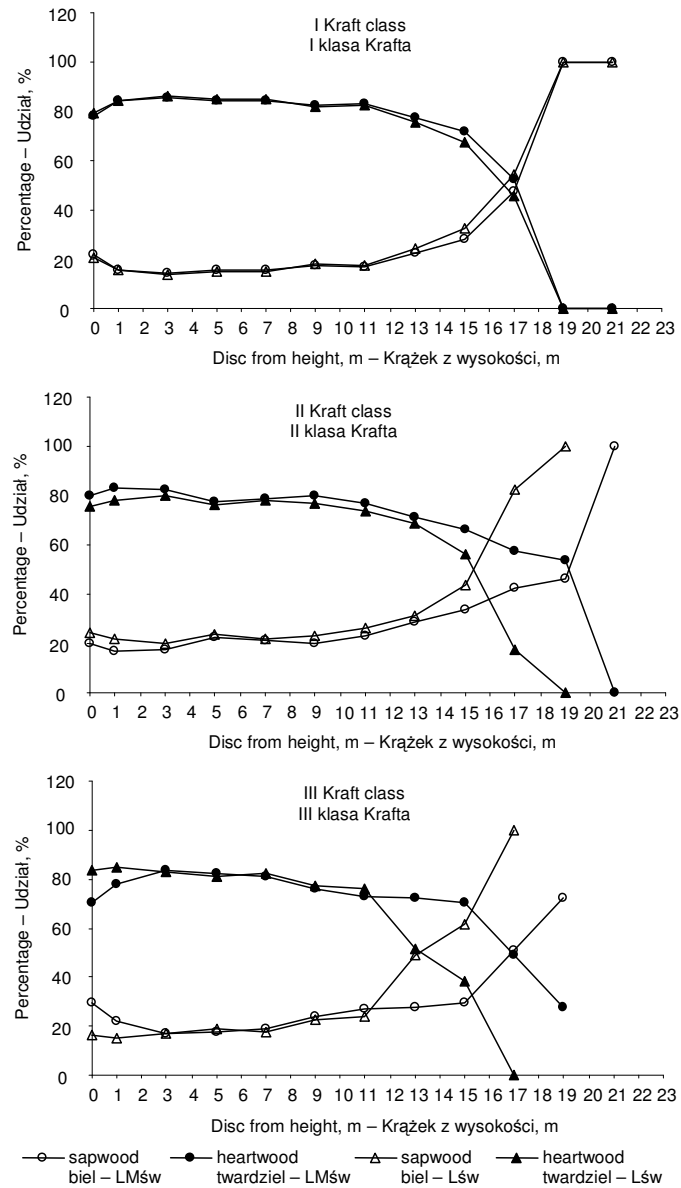 I Kraft class
I klasa Krafta
Percentage – Udział, %
120
100
80
60
40
20
0
0 1 2 3 4 5 6 7 8 9 10 11 12 13 14 15 16 17 18 19 20 21 22 23
Disc from height, m – Krążek z wysokości, m
II Kraft class
II klasa Krafta
Percentage – Udział, %
120
100
80
60
40
20
0
0 1 2 3 4 5 6 7 8 9 10 11 12 13 14 15 16 17 18 19 20 21 22 23
Disc from height, m – Krążek z wysokości, m
III Kraft class
III klasa Krafta
Percentage – Udział, %
120
100
80
60
40
20
0
0 1 2 3 4 5 6 7 8 9 10 11 12 13 14 15 16 17 18 19 20 21 22 23
Disc from height, m – Krążek z wysokości, m
sapwood heartwood sapwood heartwood
biel – LMśw twardziel – LMśw biel – Lśw twardziel – Lśw